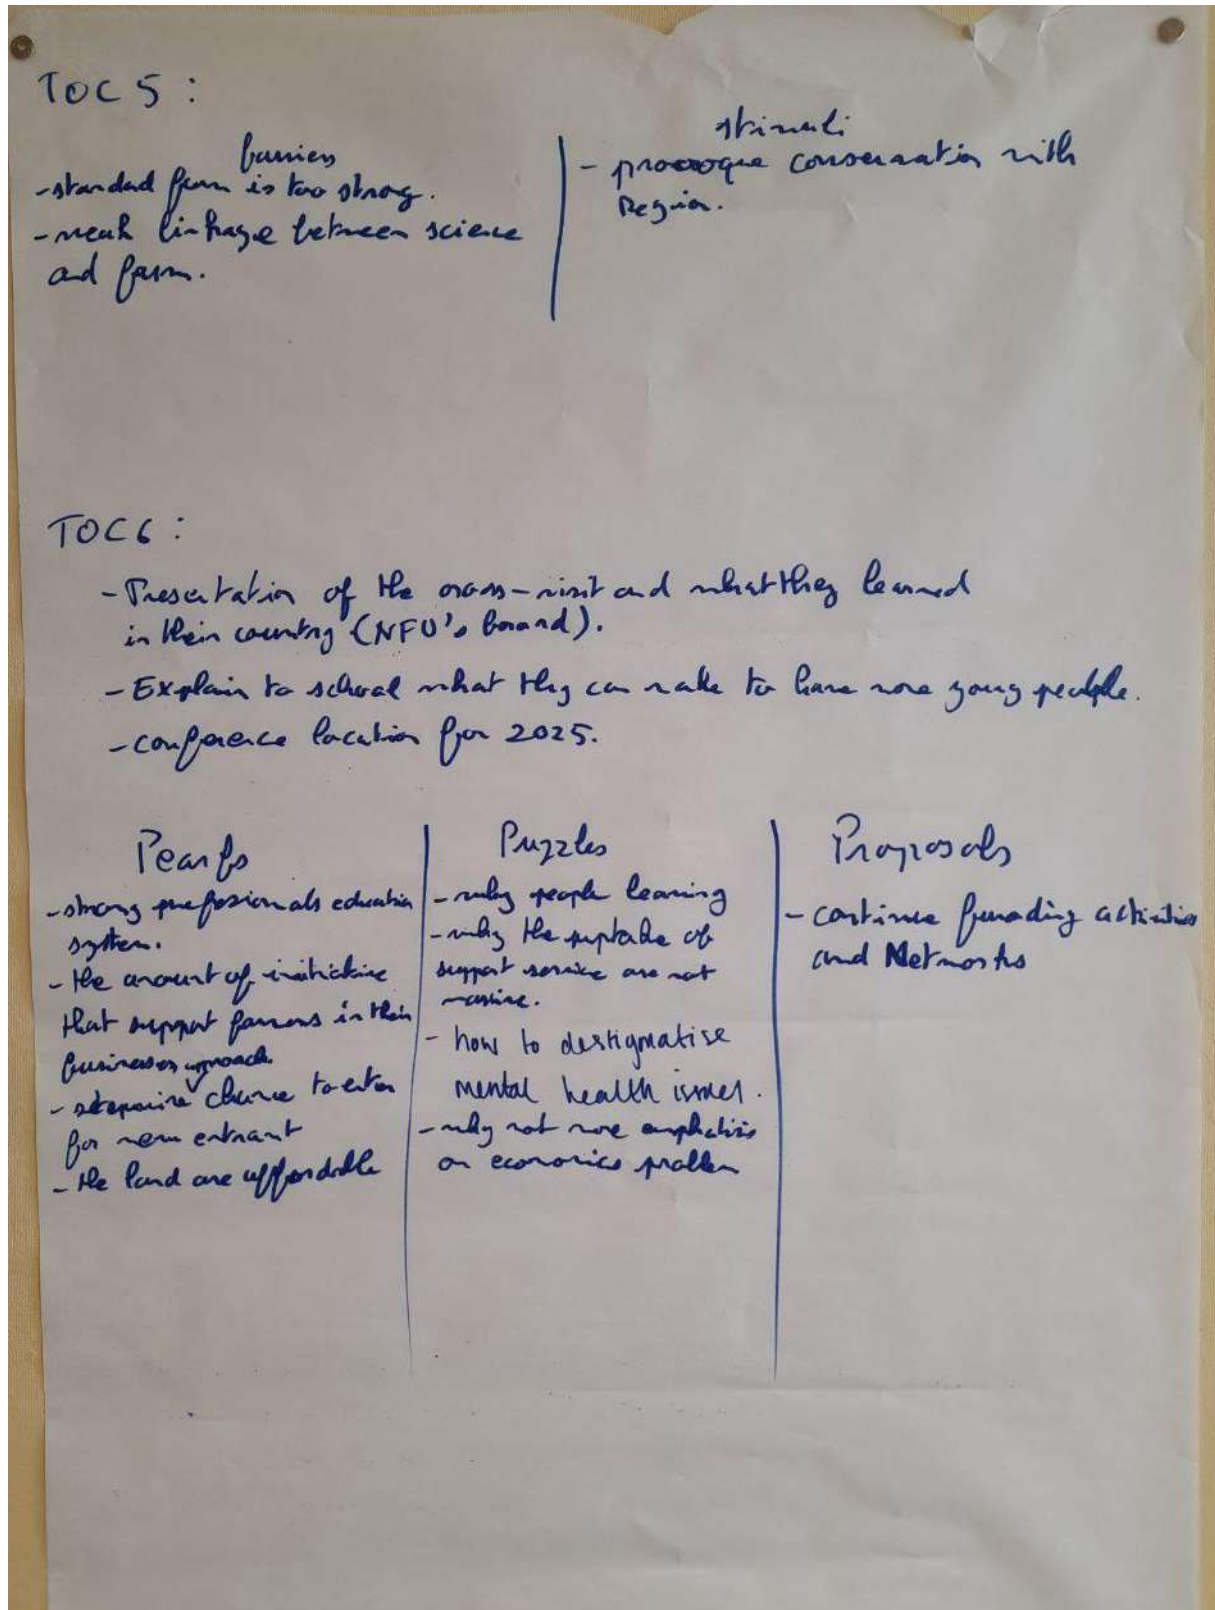 TOC 5 :
barriers
- standard farm is too strong.
- weak linkage between science
and farm.
stimuli
- provoque conservation with
Region.
TOC 6 :
- Presentation of the cross-visit and what they learned
in their country (NFU's board).
- Explain to school what they can make to have more young people.
- conference location for 2025.
Pearls
- strong professionals education
system.
- the amount of initiative
that support farmers in their
businesses approach
- chance to enter
for new entrant
- the land are affordable
Puzzles
- why people leaving
- why the uptake of
support service are not
massive.
- how to destigmatise
mental health issues.
- why not more emphatisis
on economics problem
Proposals
- continue funding activities
and Networks